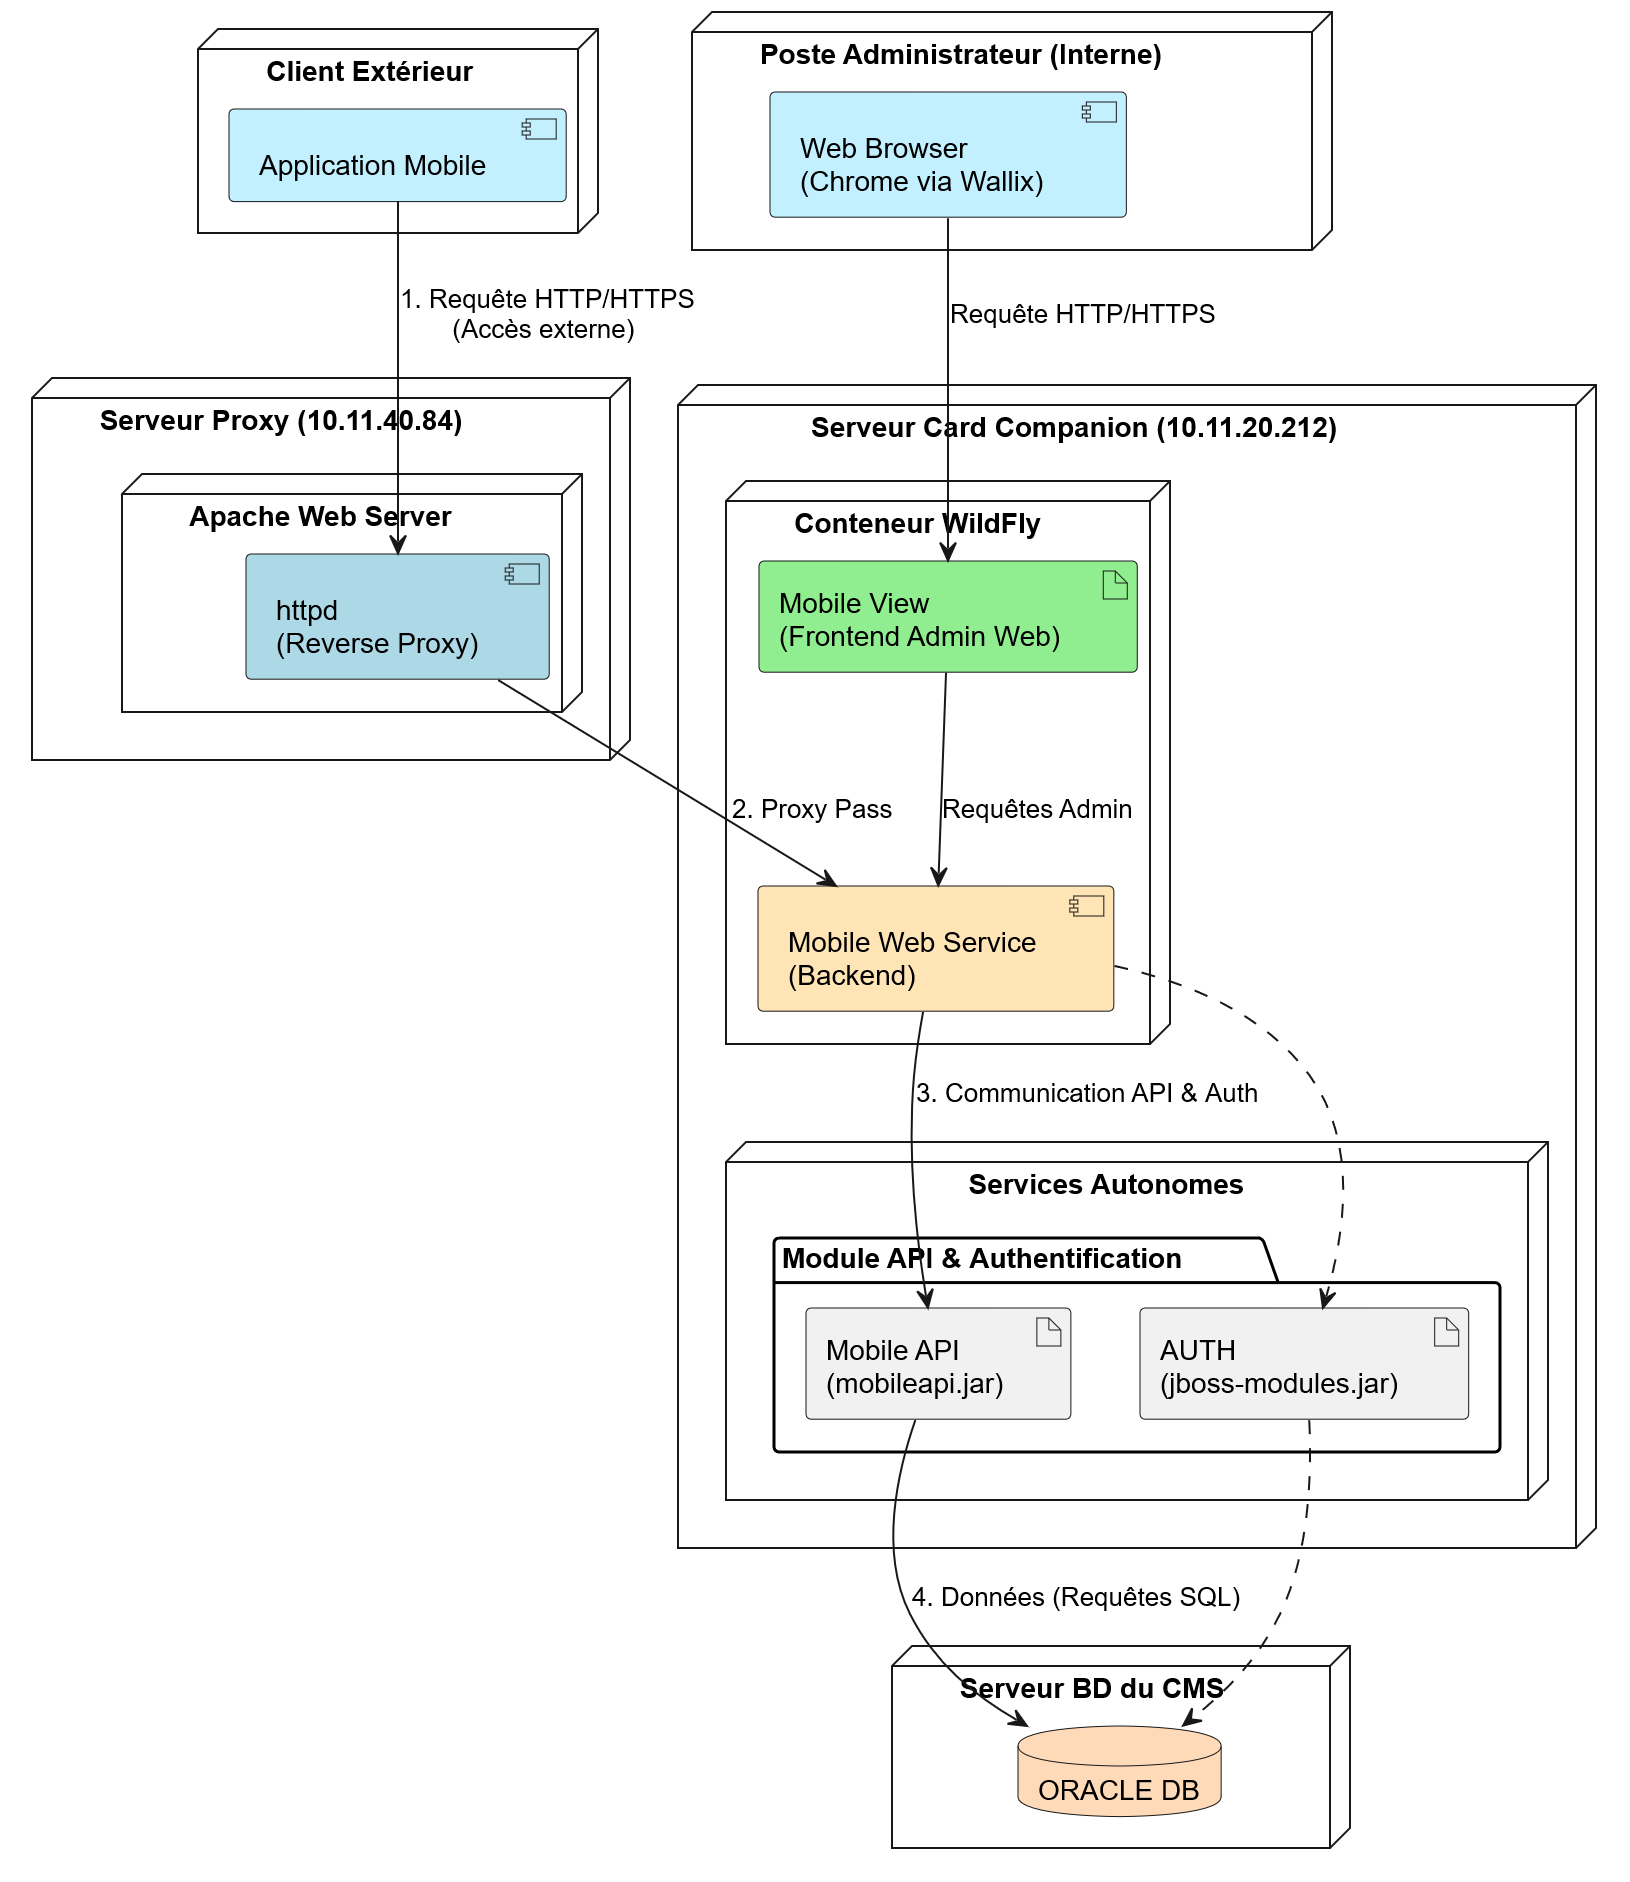 Client Extérieur
Application Mobile
Poste Administrateur (Interne)
Web Browser
(Chrome via Wallix)
1. Requête HTTP/HTTPS
(Accès externe)
Requête HTTP/HTTPS
Serveur Proxy (10.11.40.84)
Apache Web Server
httpd
(Reverse Proxy)
Serveur Card Companion (10.11.20.212)
Conteneur WildFly
Mobile View
(Frontend Admin Web)
2. Proxy Pass
Requêtes Admin
Mobile Web Service
(Backend)
3. Communication API & Auth
Services Autonomes
Module API & Authentification
Mobile API
(mobileapi.jar)
AUTH
(jboss-modules.jar)
4. Données (Requêtes SQL)
Serveur BD du CMS
ORACLE DB